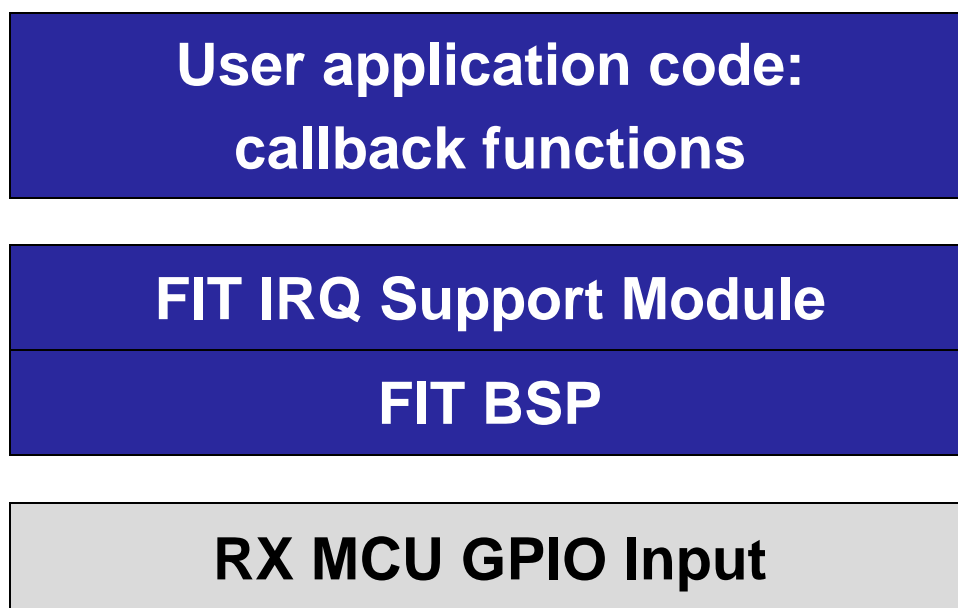 User application code:
callback functions
FIT IRQ Support Module
FIT BSP
RX MCU GPIO Input